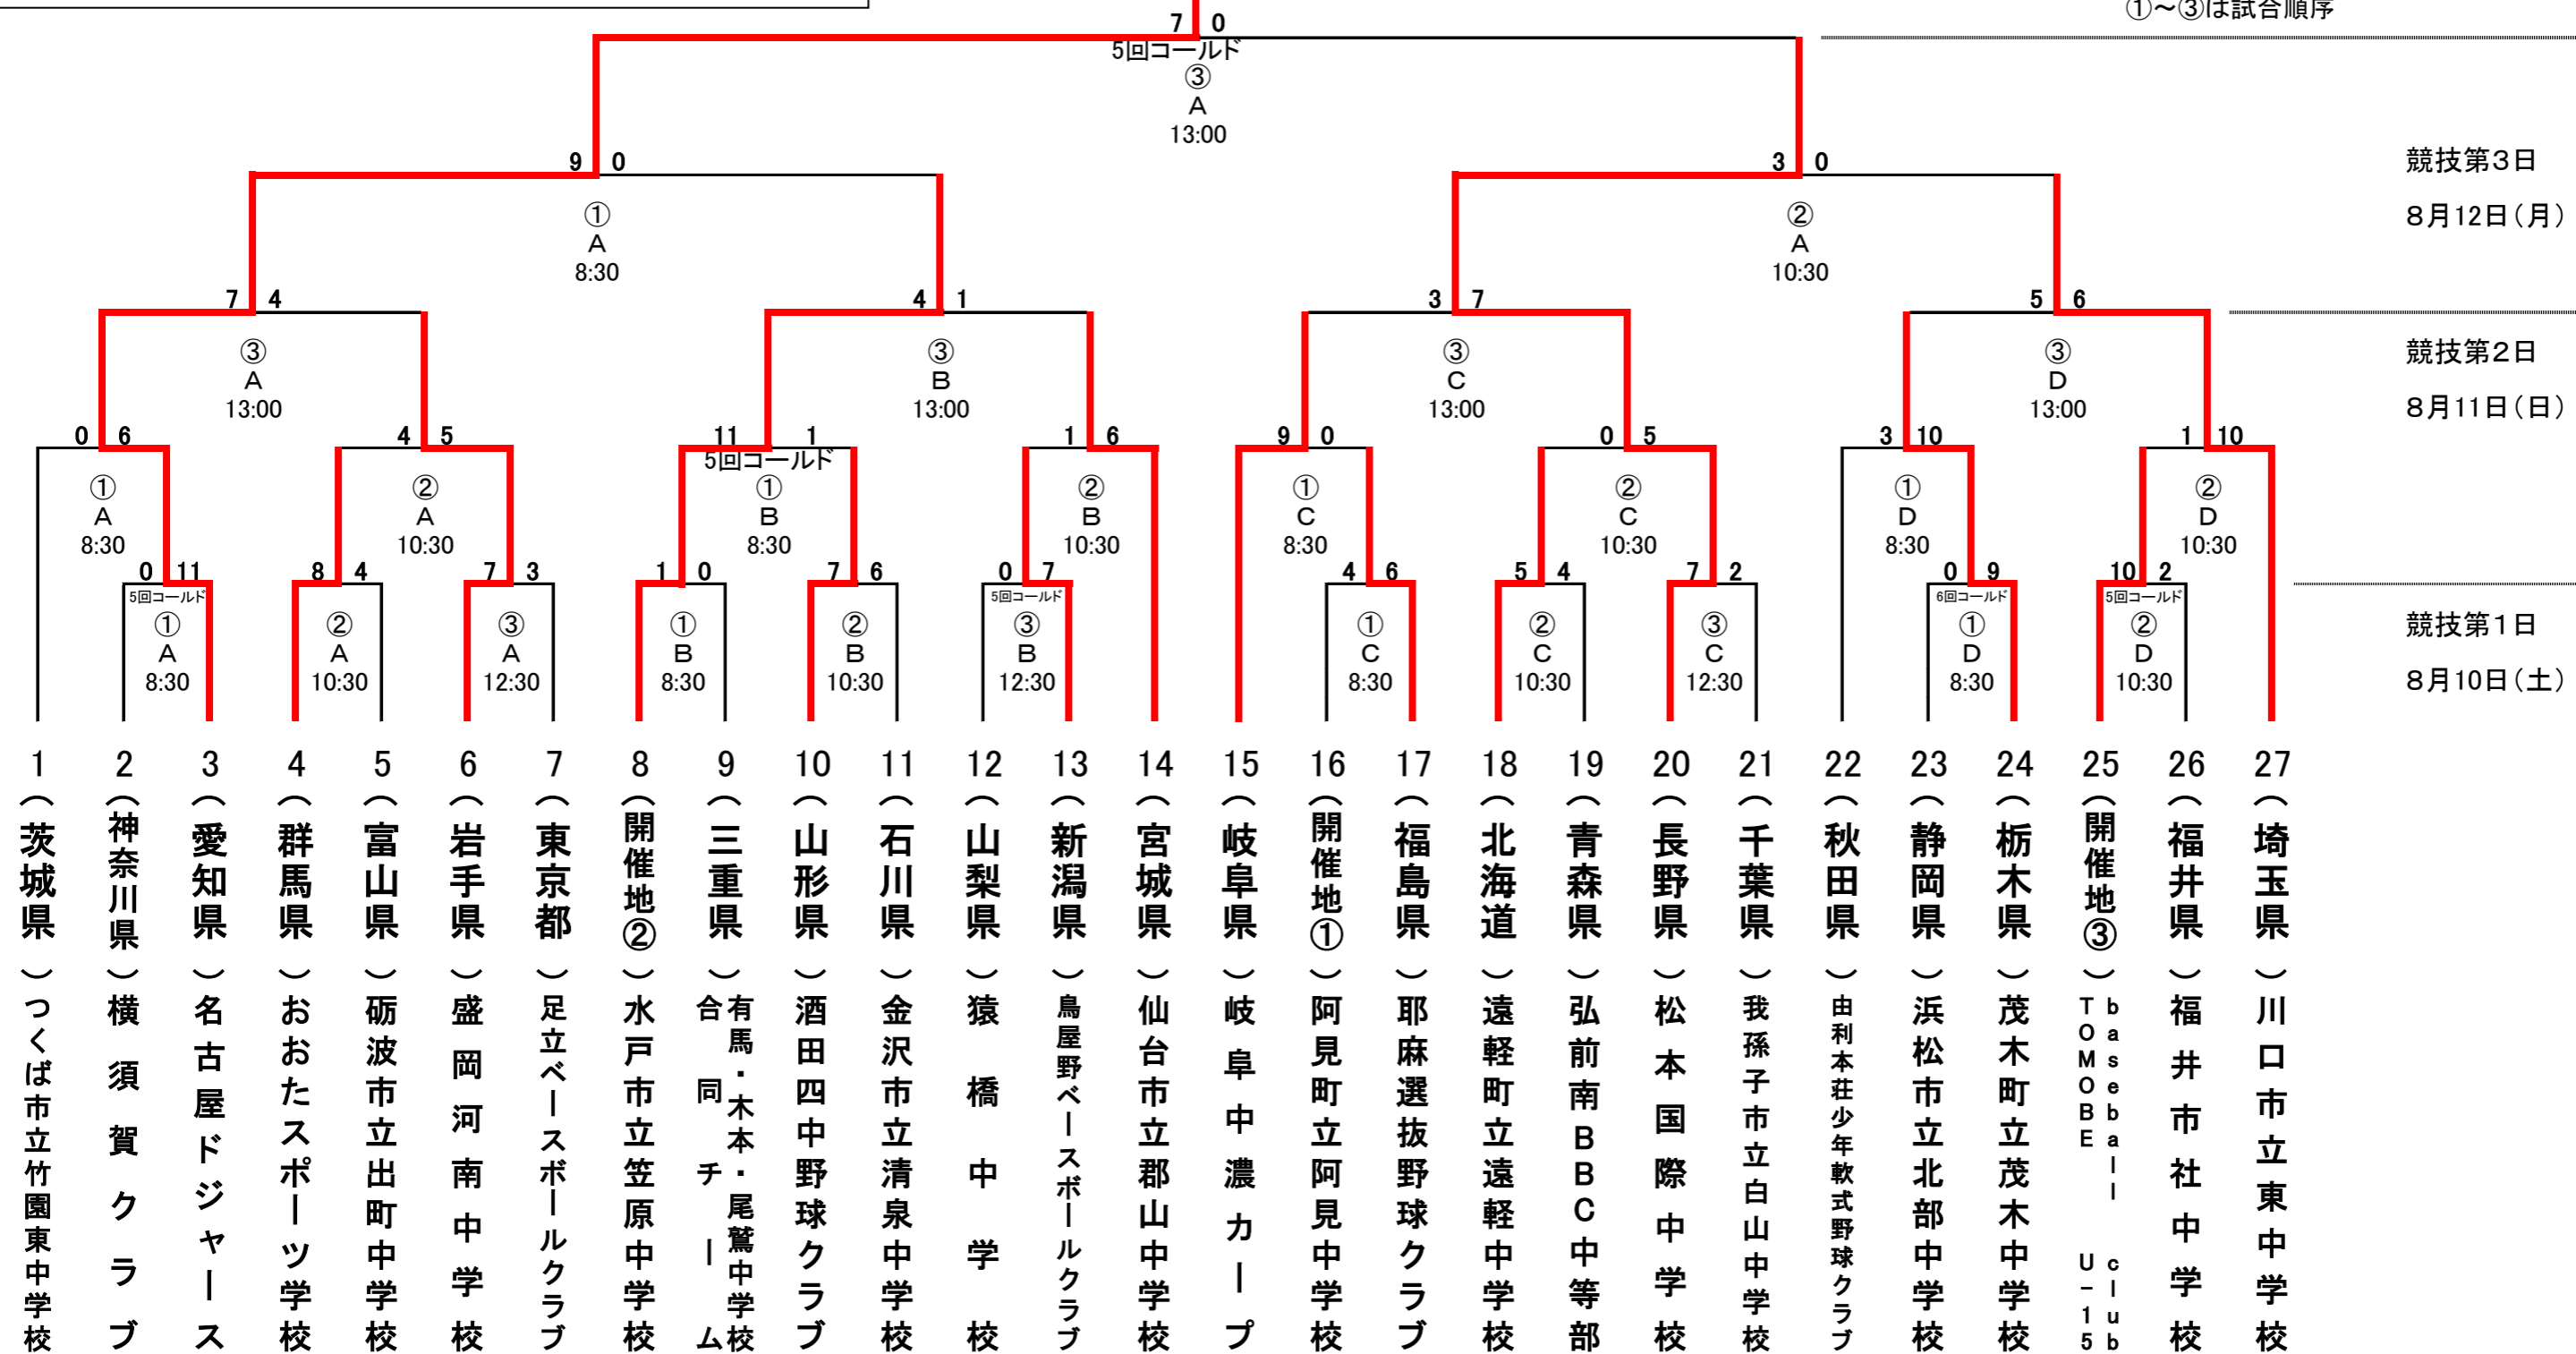 ①～③は試合順序
7 0
5回コールド
③
A
13:00
9 0
①
A
8:30
3 0
②
A
10:30
競技第3日
8月12日(月)
7 4
③
A
13:00
4 1
③
B
13:00
3 7
③
C
13:00
5 6
③
D
13:00
競技第2日
8月11日(日)
0 6
①
A
8:30
4 5
②
A
10:30
11 1
5回コールド
①
B
8:30
1 6
②
B
10:30
9 0
①
C
8:30
0 5
②
C
10:30
3 10
①
D
8:30
1 10
②
D
10:30
0 11
5回コールド
①
A
8:30
8 4
②
A
10:30
7 3
③
A
12:30
1 0
①
B
8:30
7 6
②
B
10:30
0 7
5回コールド
③
B
12:30
4 6
①
C
8:30
5 4
②
C
10:30
7 2
③
C
12:30
0 9
6回コールド
①
D
8:30
10 2
5回コールド
②
D
10:30
競技第1日
8月10日(土)
1 (茨城県) つくば市立竹園東中学校
2 (神奈川県) 横須賀クラブ
3 (愛知県) 名古屋ドジャース
4 (群馬県) おおたスポーツ学校
5 (富山県) 砺波市立出町中学校
6 (岩手県) 盛岡河南中学校
7 (東京都) 足立ベースボールクラブ
8 (開催地②) 水戸市立笠原中学校
9 (三重県) 有馬・木本・尾鷲中学校
合同チーム
10 (山形県) 酒田四中野球クラブ
11 (石川県) 金沢市立清泉中学校
12 (山梨県) 猿橋中学校
13 (新潟県) 鳥屋野ベースボールクラブ
14 (宮城県) 仙台市立郡山中学校
15 (岐阜県) 岐阜中濃カープ
16 (開催地①) 阿見町立阿見中学校
17 (福島県) 耶麻選抜野球クラブ
18 (北海道) 遠軽町立遠軽中学校
19 (青森県) 弘前南BBC中等部
20 (長野県) 松本国際中学校
21 (千葉県) 我孫子市立白山中学校
22 (秋田県) 由利本荘少年軟式野球クラブ
23 (静岡県) 浜松市立北部中学校
24 (栃木県) 茂木町立茂木中学校
25 (開催地③) baseball club
TOMOBE U-15
26 (福井県) 福井市社中学校
27 (埼玉県) 川口市立東中学校